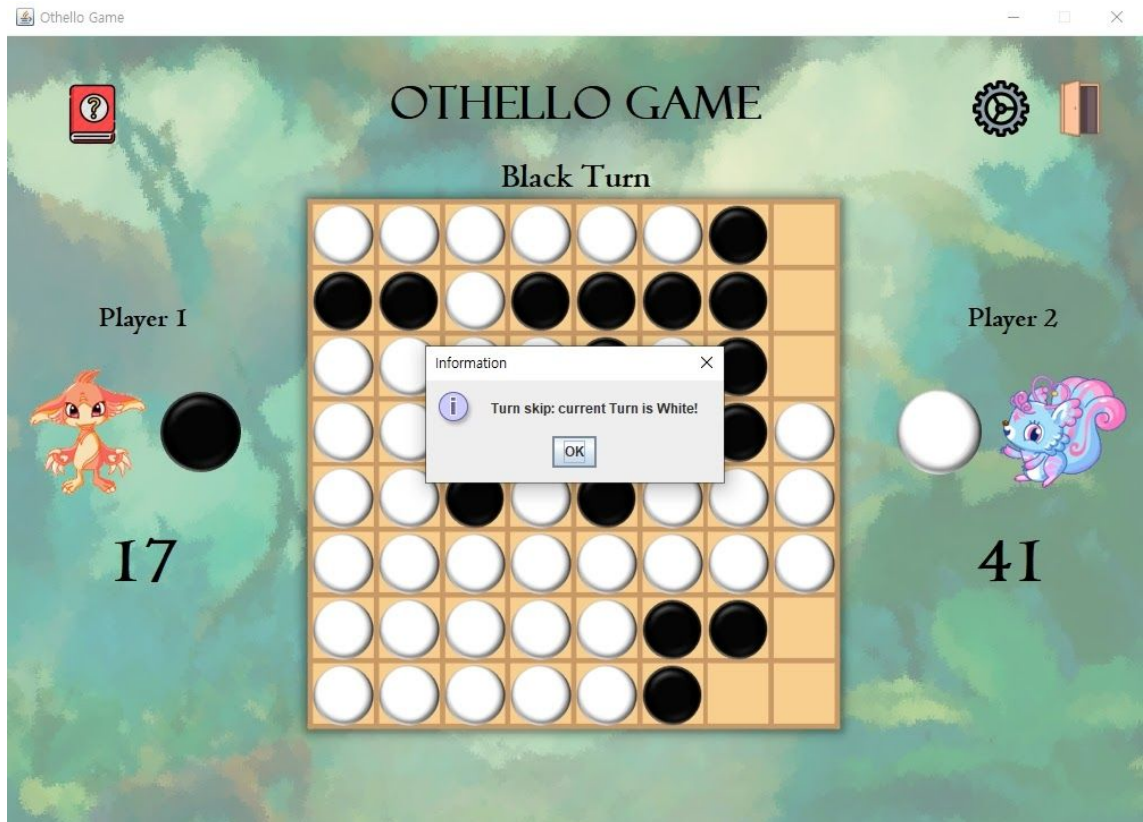 Othello Game
OTHELLO GAME
Black Turn
Player 1
Player 2
Information
Turn skip: current Turn is White!
OK
17
41